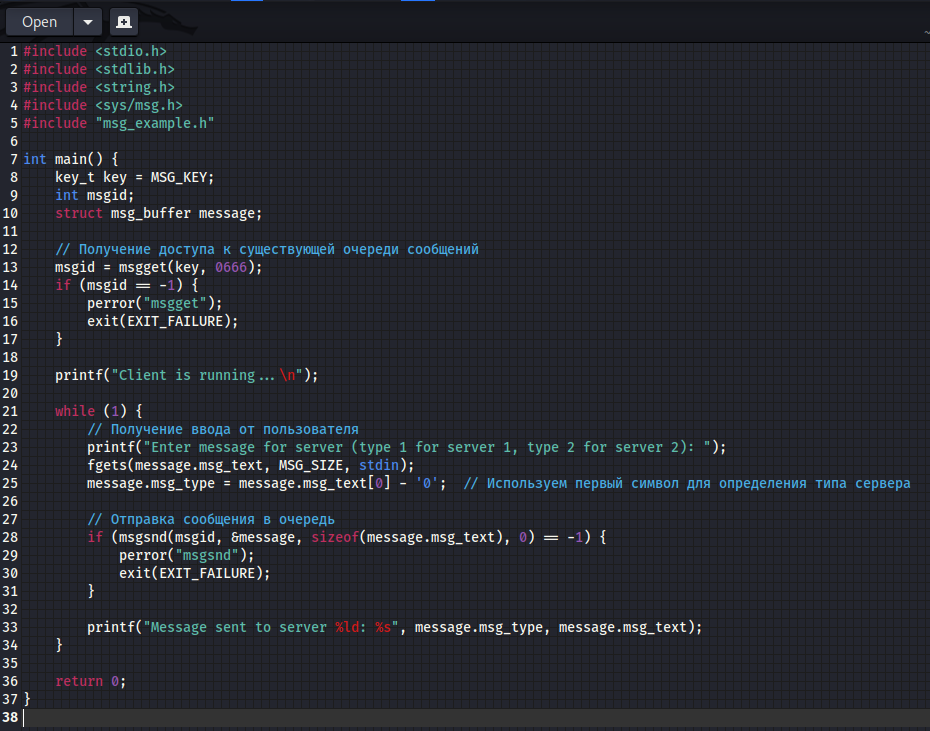 Open
1 #include <stdio.h>
2 #include <stdlib.h>
3 #include <string.h>
4 #include <sys/msg.h>
5 #include "msg_example.h"
6
7 int main() {
8     key_t key = MSG_KEY;
9     int msgid;
10     struct msg_buffer message;
11
12     // Получение доступа к существующей очереди сообщений
13     msgid = msgget(key, 0666);
14     if (msgid == -1) {
15         perror("msgget");
16         exit(EXIT_FAILURE);
17     }
18
19     printf("Client is running...\n");
20
21     while (1) {
22         // Получение ввода от пользователя
23         printf("Enter message for server (type 1 for server 1, type 2 for server 2): ");
24         fgets(message.msg_text, MSG_SIZE, stdin);
25         message.msg_type = message.msg_text[0] - '0';  // Используем первый символ для определения типа сервера
26
27         // Отправка сообщения в очередь
28         if (msgsnd(msgid, &message, sizeof(message.msg_text), 0) == -1) {
29             perror("msgsnd");
30             exit(EXIT_FAILURE);
31         }
32
33         printf("Message sent to server %ld: %s", message.msg_type, message.msg_text);
34     }
35
36     return 0;
37 }
38